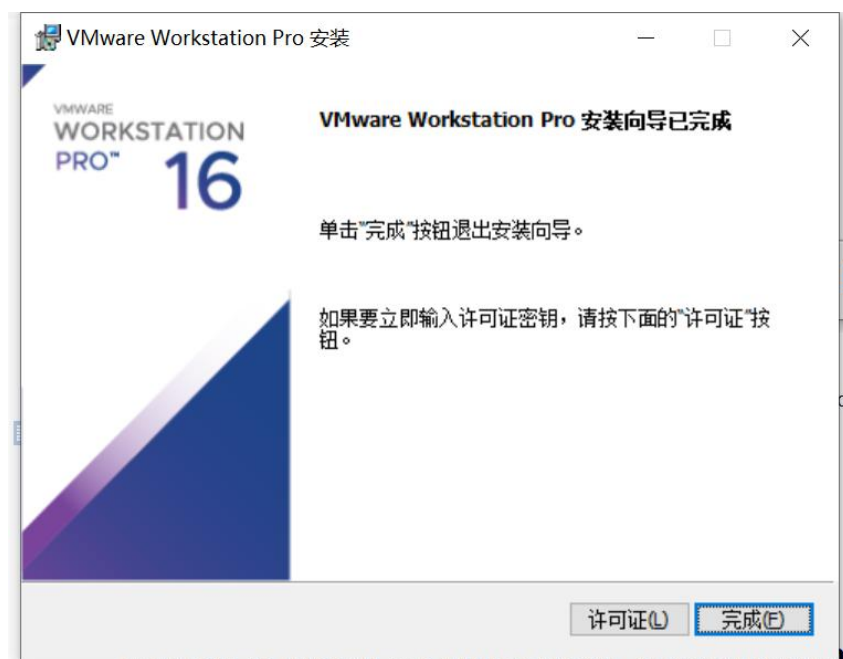 VMware Workstation Pro 安装
VMWARE
WORKSTATION
PRO™ 16
VMware Workstation Pro 安装向导已完成
单击"完成"按钮退出安装向导。
如果要立即输入许可证密钥，请按下面的"许可证"按
钮。
许可证(L)
完成(F)